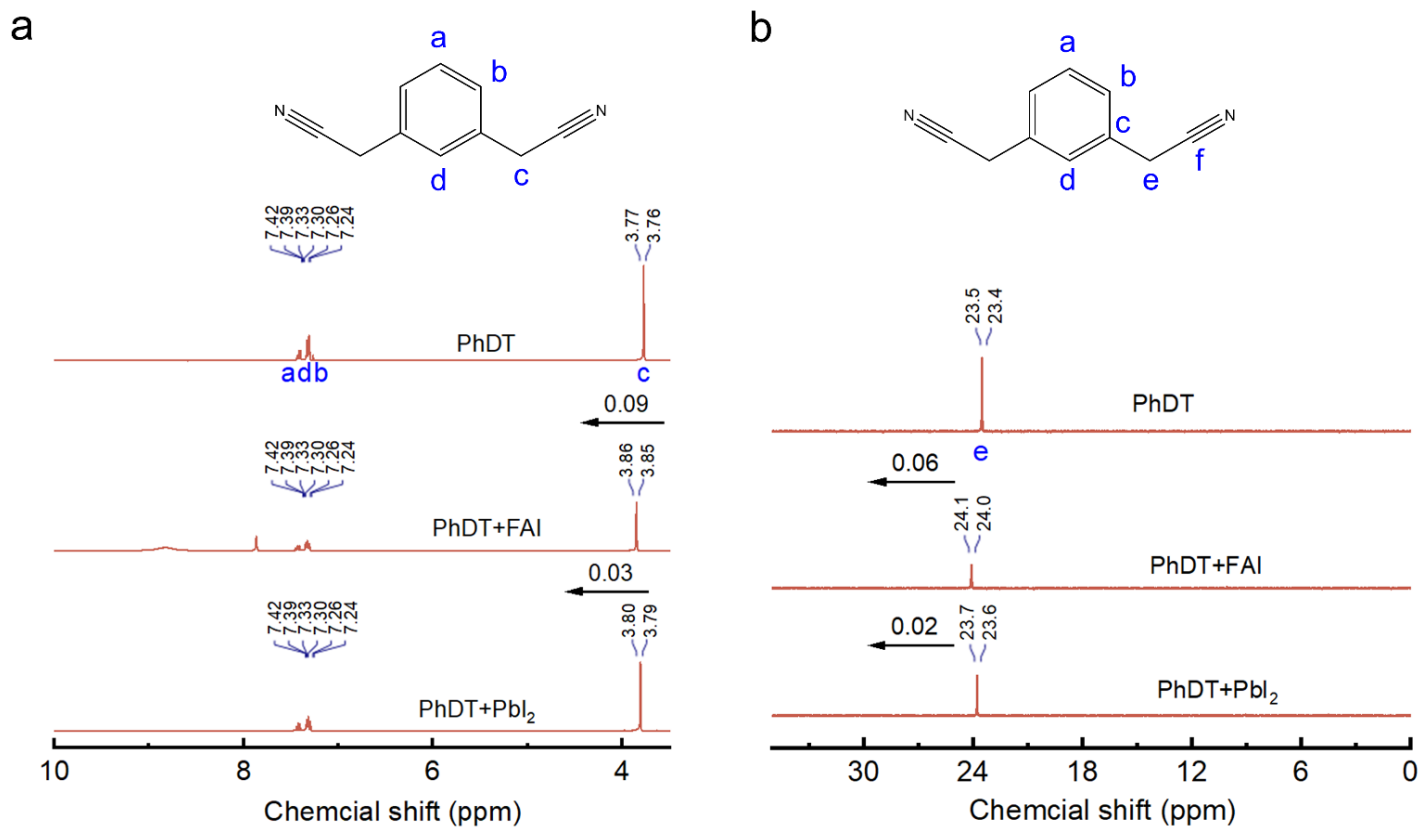 a
a
b
N
N
d
c
7.42
7.39
7.33
7.30
7.26
7.24
3.77
3.76
PhDT
adb
c
0.09
7.42
7.39
7.33
7.30
7.26
7.24
3.86
3.85
PhDT+FAI
0.03
7.42
7.39
7.33
7.30
7.26
7.24
3.80
3.79
PhDT+PbI₂
10
8
6
4
Chemcial shift (ppm)
b
a
b
N
N
c
f
d
e
23.5
23.4
PhDT
e
0.06
24.1
24.0
PhDT+FAI
0.02
23.7
23.6
PhDT+PbI₂
30
24
18
12
6
0
Chemcial shift (ppm)